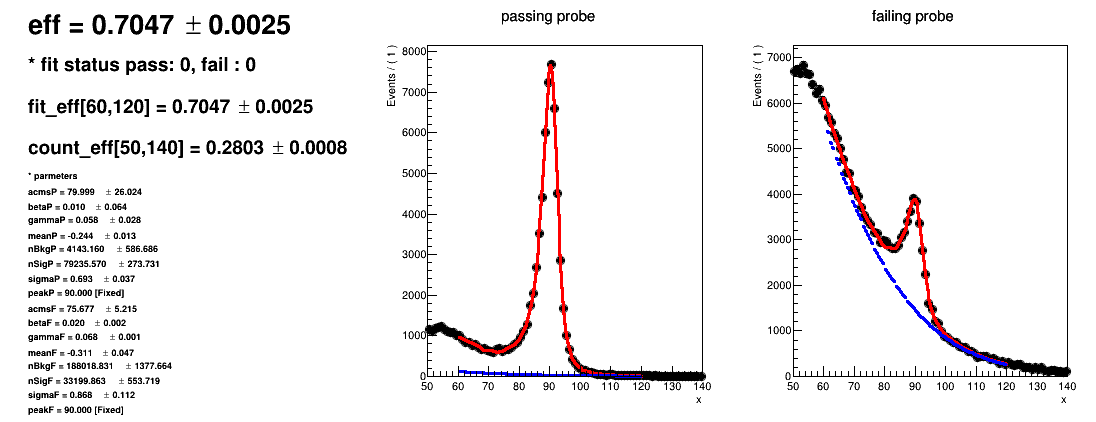 eff = 0.7047 ± 0.0025
* fit status pass: 0, fail : 0
fit_eff[60,120] = 0.7047 ± 0.0025
count_eff[50,140] = 0.2803 ± 0.0008
* parmeters
acmsP = 79.999 ± 26.024
betaP = 0.010 ± 0.064
gammaP = 0.058 ± 0.028
meanP = -0.244 ± 0.013
nBkgP = 4143.160 ± 586.686
nSigP = 79235.570 ± 273.731
sigmaP = 0.693 ± 0.037
peakP = 90.000 [Fixed]
acmsF = 75.677 ± 5.215
betaF = 0.020 ± 0.002
gammaF = 0.068 ± 0.001
meanF = -0.311 ± 0.047
nBkgF = 188018.831 ± 1377.664
nSigF = 33199.863 ± 553.719
sigmaF = 0.868 ± 0.112
peakF = 90.000 [Fixed]
passing probe
Events / ( 1 )
8000
7000
6000
5000
4000
3000
2000
1000
0
50 60 70 80 90 100 110 120 130 140
x
failing probe
Events / ( 1 )
7000
6000
5000
4000
3000
2000
1000
0
50 60 70 80 90 100 110 120 130 140
x